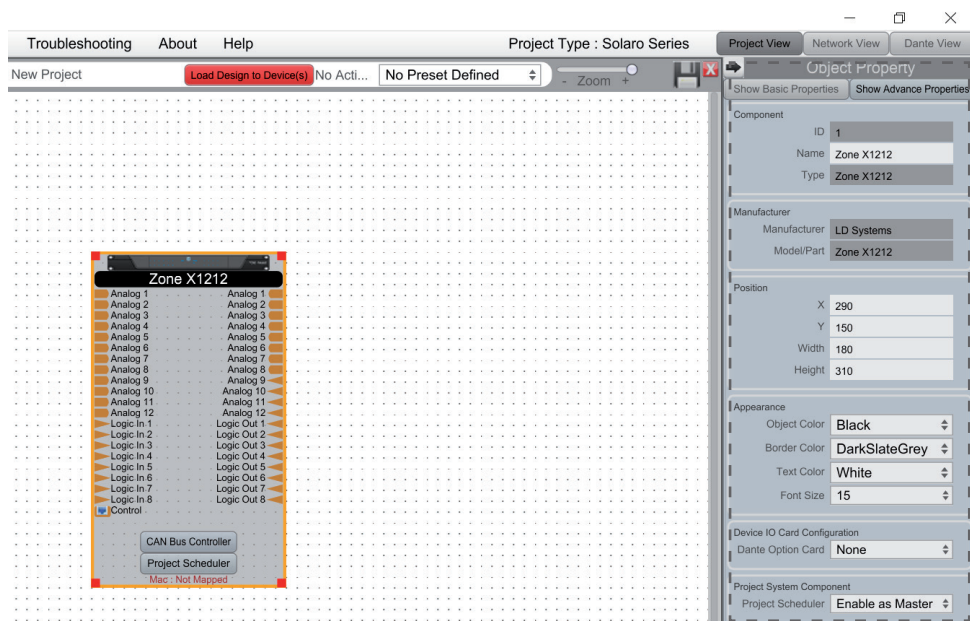 Troubleshooting About Help Project Type : Solaro Series Project View Network View Dante View
New Project Load Design to Device(s) No Acti... No Preset Defined - Zoom + X Object Property
Show Basic Properties Show Advance Properties
Component
ID 1
Name Zone X1212
Type Zone X1212
Manufacturer
Manufacturer LD Systems
Model/Part Zone X1212
Position
X 290
Y 150
Width 180
Height 310
Appearance
Object Color Black
Border Color DarkSlateGrey
Text Color White
Font Size 15
Device IO Card Configuration
Dante Option Card None
Project System Component
Project Scheduler Enable as Master
Zone X1212
Analog 1 Analog 1
Analog 2 Analog 2
Analog 3 Analog 3
Analog 4 Analog 4
Analog 5 Analog 5
Analog 6 Analog 6
Analog 7 Analog 7
Analog 8 Analog 8
Analog 9 Analog 9
Analog 10 Analog 10
Analog 11 Analog 11
Analog 12 Analog 12
Logic In 1 Logic Out 1
Logic In 2 Logic Out 2
Logic In 3 Logic Out 3
Logic In 4 Logic Out 4
Logic In 5 Logic Out 5
Logic In 6 Logic Out 6
Logic In 7 Logic Out 7
Logic In 8 Logic Out 8
Control
CAN Bus Controller
Project Scheduler
Mac : Not Mapped